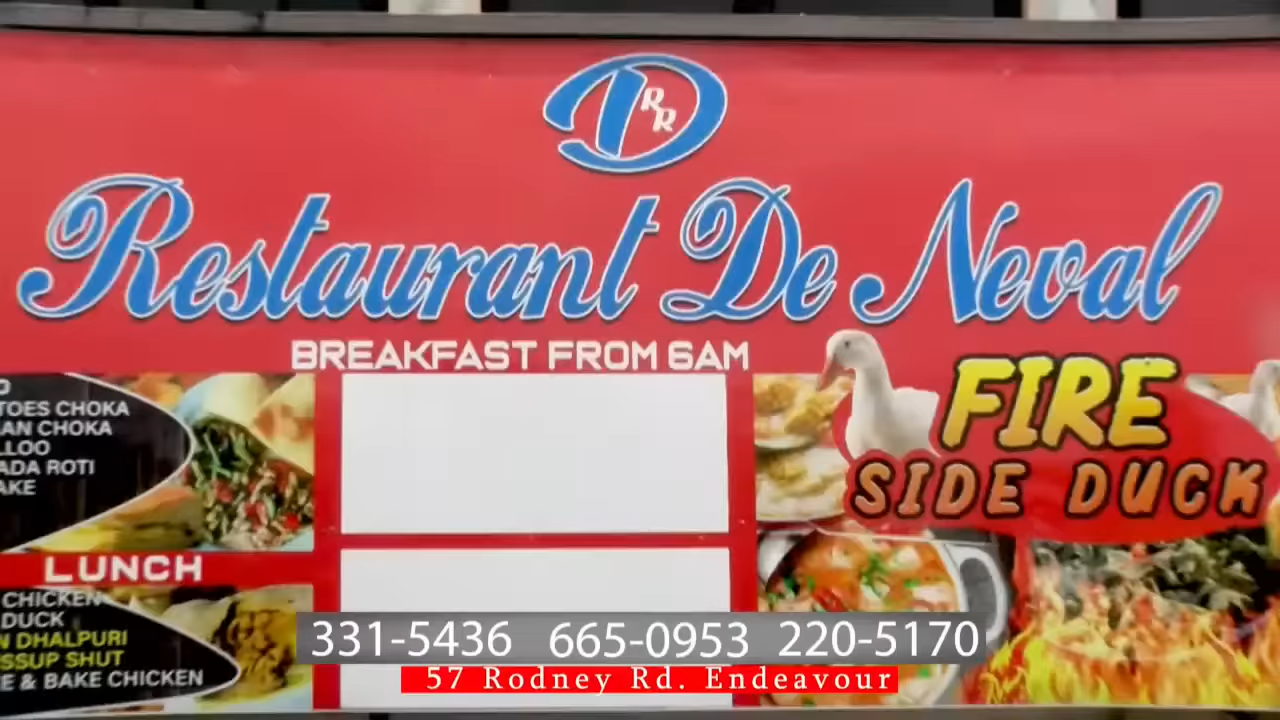 D RR
Restaurant De Neval
BREAKFAST FROM 6AM
FIRE
SIDE DUCK
TOES CHOKA
AN CHOKA
LLOO
ADA ROTI
AKE
LUNCH
CHICKEN
DUCK
N DHALPURI
SSUP SHUT
E & BAKE CHICKEN
331-5436 665-0953 220-5170
57 Rodney Rd. Endeavour